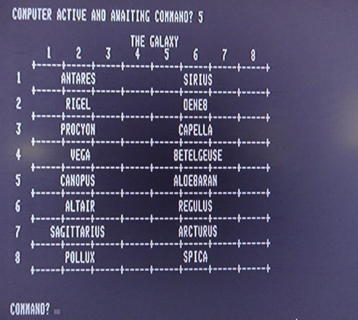 COMPUTER ACTIVE AND AWAITING COMMAND? 5
THE GALAXY
1 2 3 4 5 6 7 8
1 ANTARES SIRIUS
2 RIGEL DENEB
3 PROCYON CAPELLA
4 VEGA BETELGEUSE
5 CANOPUS ALDEBARAN
6 ALTAIR REGULUS
7 SAGITTARIUS ARCTURUS
8 POLLUX SPICA
COMMAND?